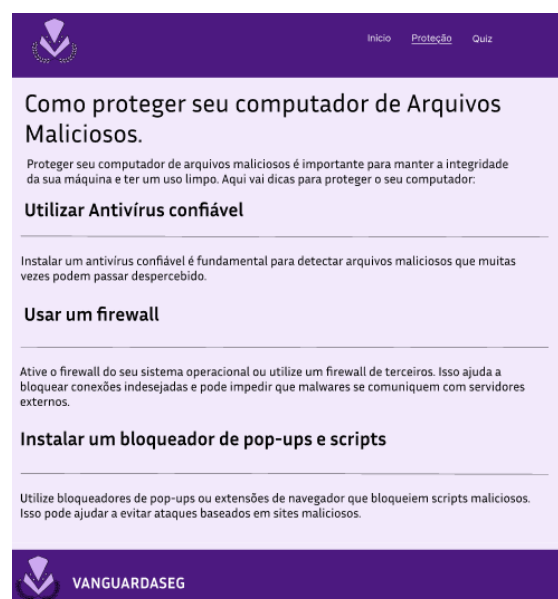 Início Proteção Quiz
Como proteger seu computador de Arquivos
Maliciosos.
Proteger seu computador de arquivos maliciosos é importante para manter a integridade
da sua máquina e ter um uso limpo. Aqui vai dicas para proteger o seu computador:
Utilizar Antivírus confiável
Instalar um antivírus confiável é fundamental para detectar arquivos maliciosos que muitas
vezes podem passar despercebido.
Usar um firewall
Ative o firewall do seu sistema operacional ou utilize um firewall de terceiros. Isso ajuda a
bloquear conexões indesejadas e pode impedir que malwares se comuniquem com servidores
externos.
Instalar um bloqueador de pop-ups e scripts
Utilize bloqueadores de pop-ups ou extensões de navegador que bloqueiem scripts maliciosos.
Isso pode ajudar a evitar ataques baseados em sites maliciosos.
VANGUARDASEG